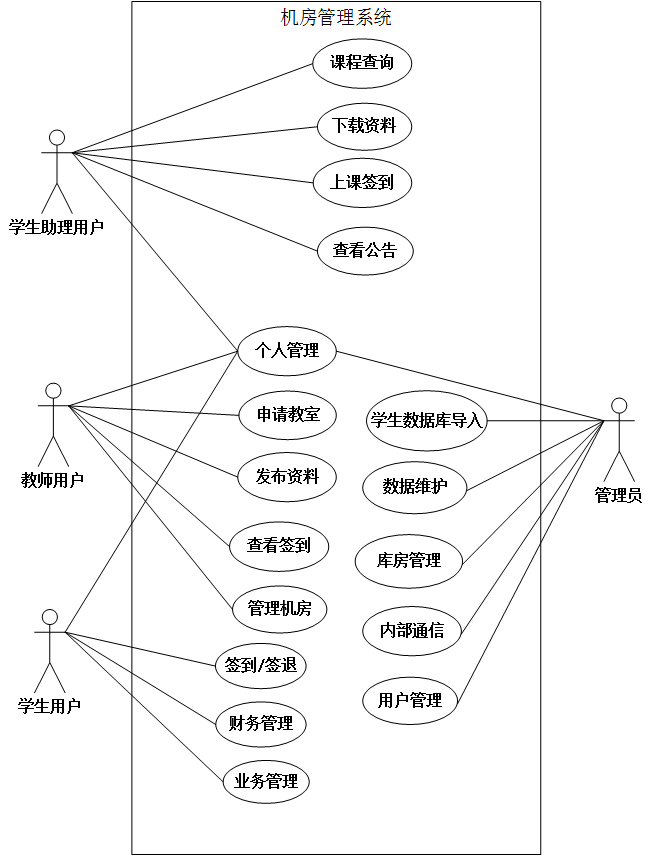 机房管理系统
课程查询
下载资料
上课签到
学生助理用户
查看公告
个人管理
申请教室
学生数据库导入
教师用户
发布资料
数据维护
管理员
查看签到
库房管理
管理机房
内部通信
签到/签退
学生用户
用户管理
财务管理
业务管理